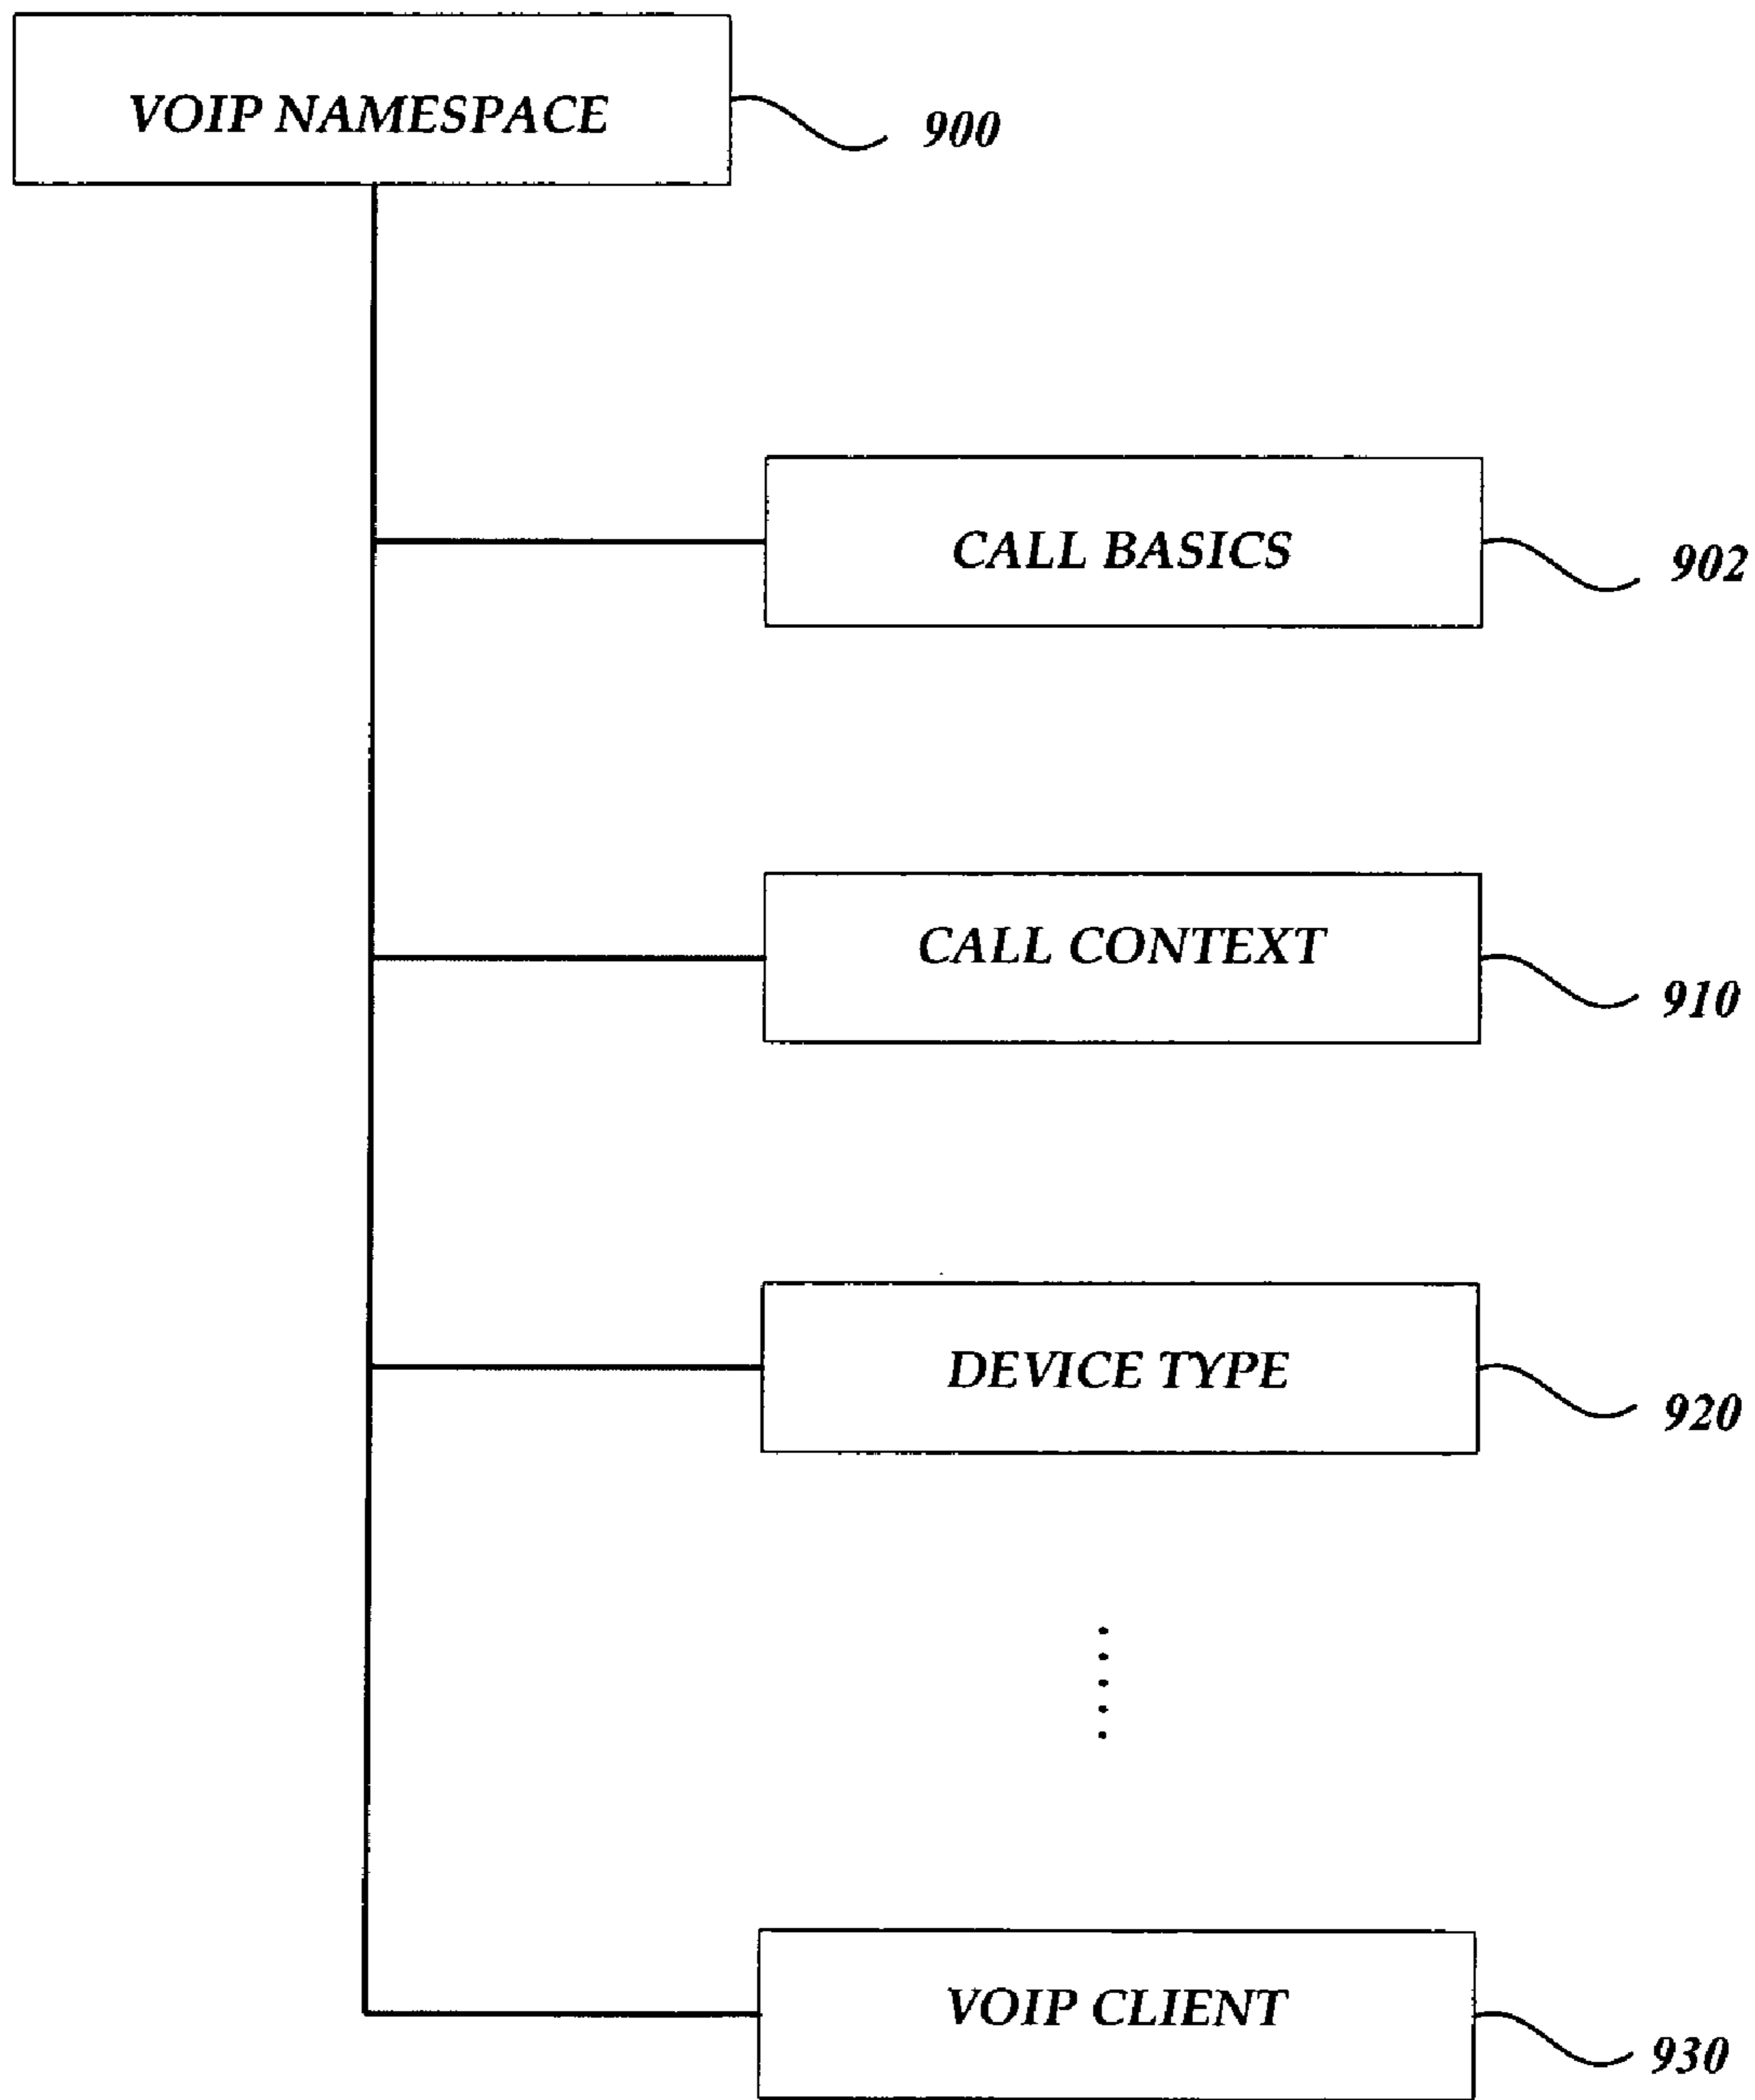 VOIP NAMESPACE
900
CALL BASICS
902
CALL CONTEXT
910
DEVICE TYPE
920
VOIP CLIENT
930